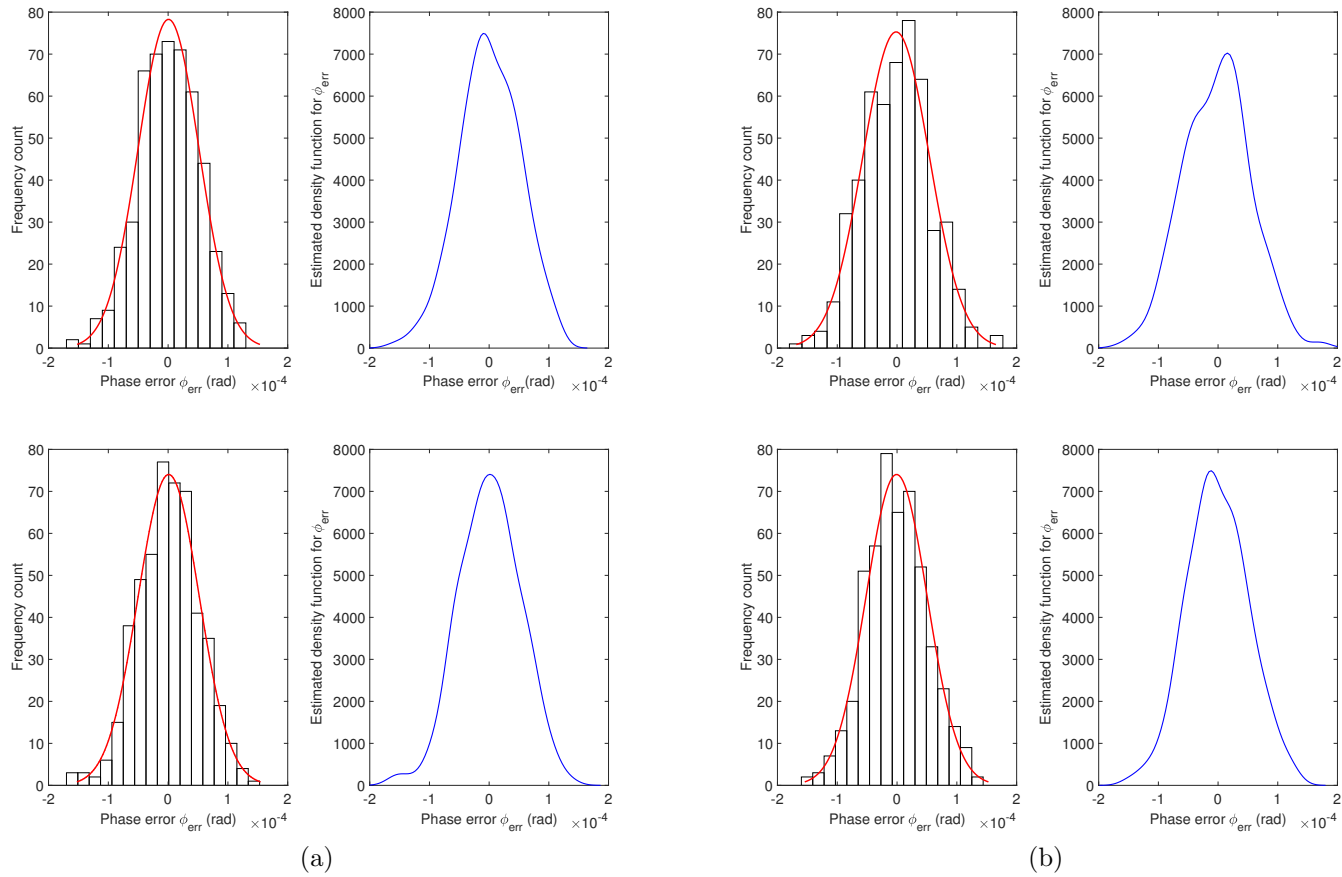 80
70
60
50
40
30
20
10
0
Frequency count
-2 -1 0 1 2
Phase error ϕerr (rad) ×10-4
8000
7000
6000
5000
4000
3000
2000
1000
0
Estimated density function for ϕerr
-2 -1 0 1 2
Phase error ϕerr(rad) ×10-4
80
70
60
50
40
30
20
10
0
Frequency count
-2 -1 0 1 2
Phase error ϕerr (rad) ×10-4
8000
7000
6000
5000
4000
3000
2000
1000
0
Estimated density function for ϕerr
-2 -1 0 1 2
Phase error ϕerr (rad) ×10-4
80
70
60
50
40
30
20
10
0
Frequency count
-2 -1 0 1 2
Phase error ϕerr (rad) ×10-4
8000
7000
6000
5000
4000
3000
2000
1000
0
Estimated density function for ϕerr
-2 -1 0 1 2
Phase error ϕerr (rad) ×10-4
80
70
60
50
40
30
20
10
0
Frequency count
-2 -1 0 1 2
Phase error ϕerr (rad) ×10-4
8000
7000
6000
5000
4000
3000
2000
1000
0
Estimated density function for ϕerr
-2 -1 0 1 2
Phase error ϕerr (rad) ×10-4
(a)
(b)